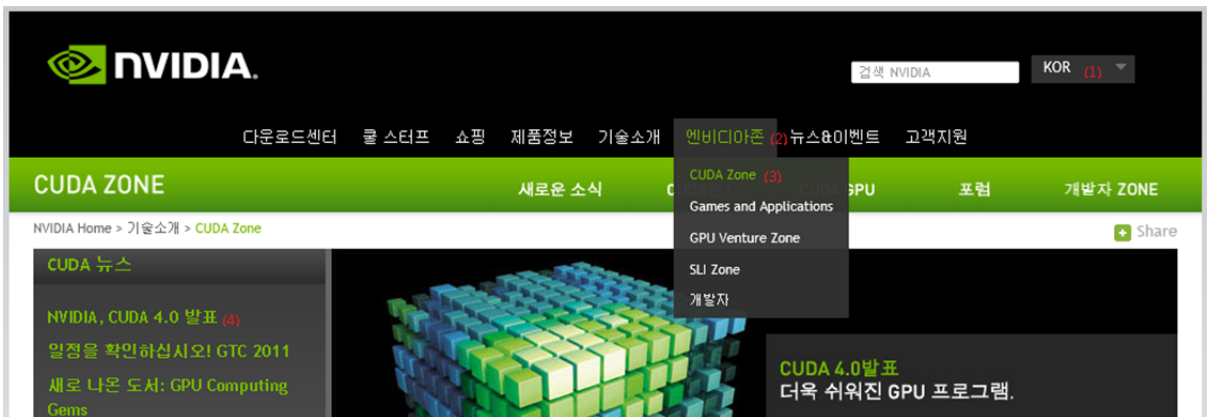 NVIDIA.
검색 NVIDIA
KOR (1)
다운로드센터 쿨 스터프 쇼핑 제품정보 기술소개 엔비디아존 (2) 뉴스&이벤트 고객지원
CUDA ZONE
새로운 소식 GPU 포럼 개발자 ZONE
CUDA Zone (3)
Games and Applications
GPU Venture Zone
SLI Zone
개발자
NVIDIA Home > 기술소개 > CUDA Zone
Share
CUDA 뉴스
NVIDIA, CUDA 4.0 발표 (4)
일정을 확인하십시오! GTC 2011
새로 나온 도서: GPU Computing
Gems
CUDA 4.0발표
더욱 쉬워진 GPU 프로그램.